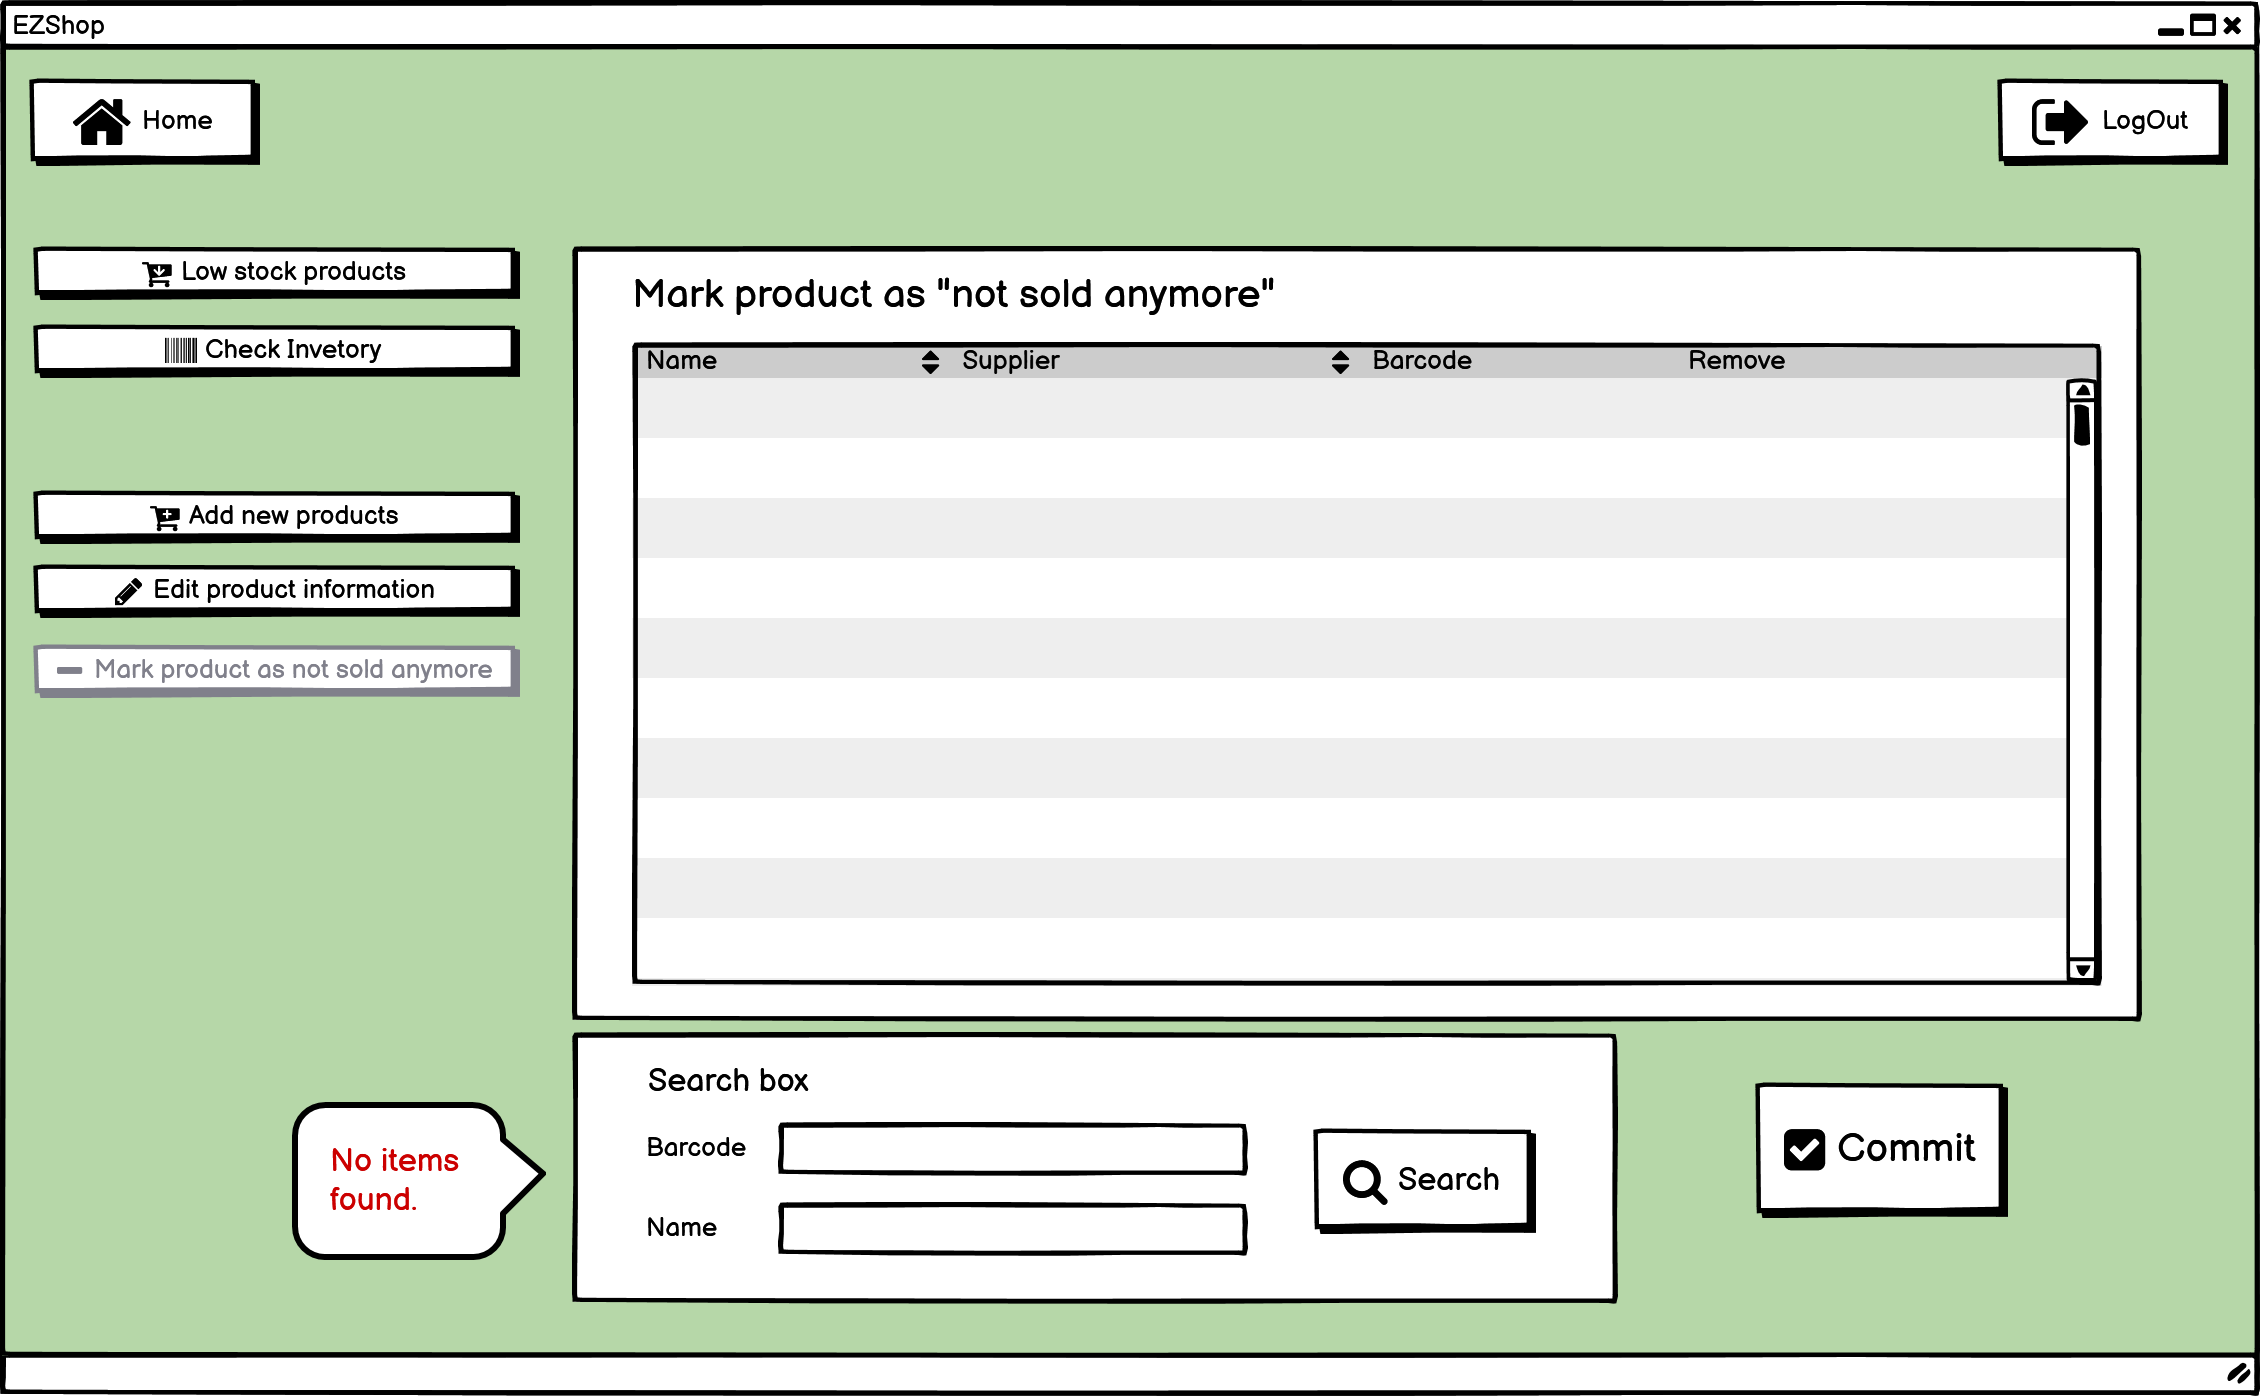 EZShop
Home
LogOut
Low stock products
Check Invetory
Add new products
Edit product information
Mark product as not sold anymore
Mark product as "not sold anymore"
Name Supplier Barcode Remove
No items
found.
Search box
Barcode
Name
Search
Commit